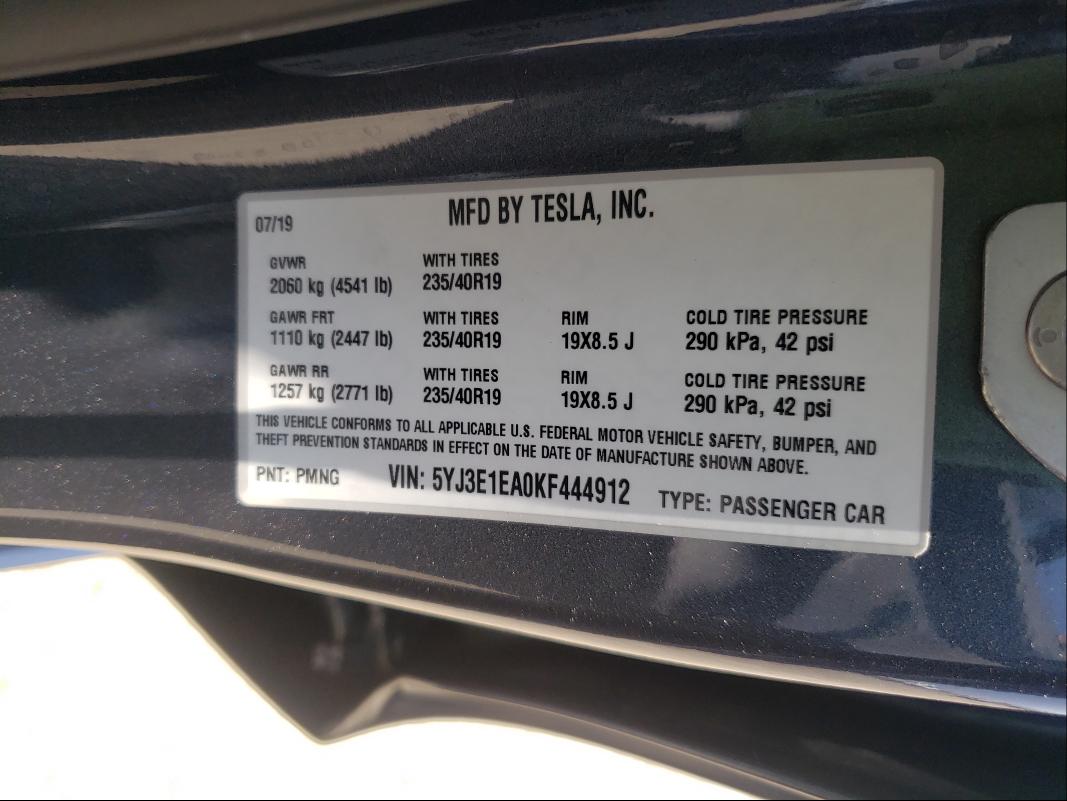 07/19
MFD BY TESLA, INC.
GVWR WITH TIRES
2060 kg (4541 lb) 235/40R19
GAWR FRT WITH TIRES RIM COLD TIRE PRESSURE
1110 kg (2447 lb) 235/40R19 19X8.5 J 290 kPa, 42 psi
GAWR RR WITH TIRES RIM COLD TIRE PRESSURE
1257 kg (2771 lb) 235/40R19 19X8.5 J 290 kPa, 42 psi
THIS VEHICLE CONFORMS TO ALL APPLICABLE U.S. FEDERAL MOTOR VEHICLE SAFETY, BUMPER, AND
THEFT PREVENTION STANDARDS IN EFFECT ON THE DATE OF MANUFACTURE SHOWN ABOVE.
PNT: PMNG VIN: 5YJ3E1EA0KF444912 TYPE: PASSENGER CAR